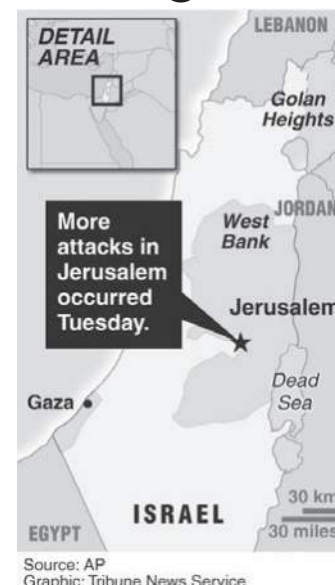 DETAIL
AREA
LEBANON
Golan
Heights
JORDAN
West
Bank
More
attacks in
Jerusalem
occurred
Tuesday.
Jerusalem
Dead
Sea
Gaza
ISRAEL
EGYPT
30 km
30 miles
Source: AP
Graphic: Tribune News Service